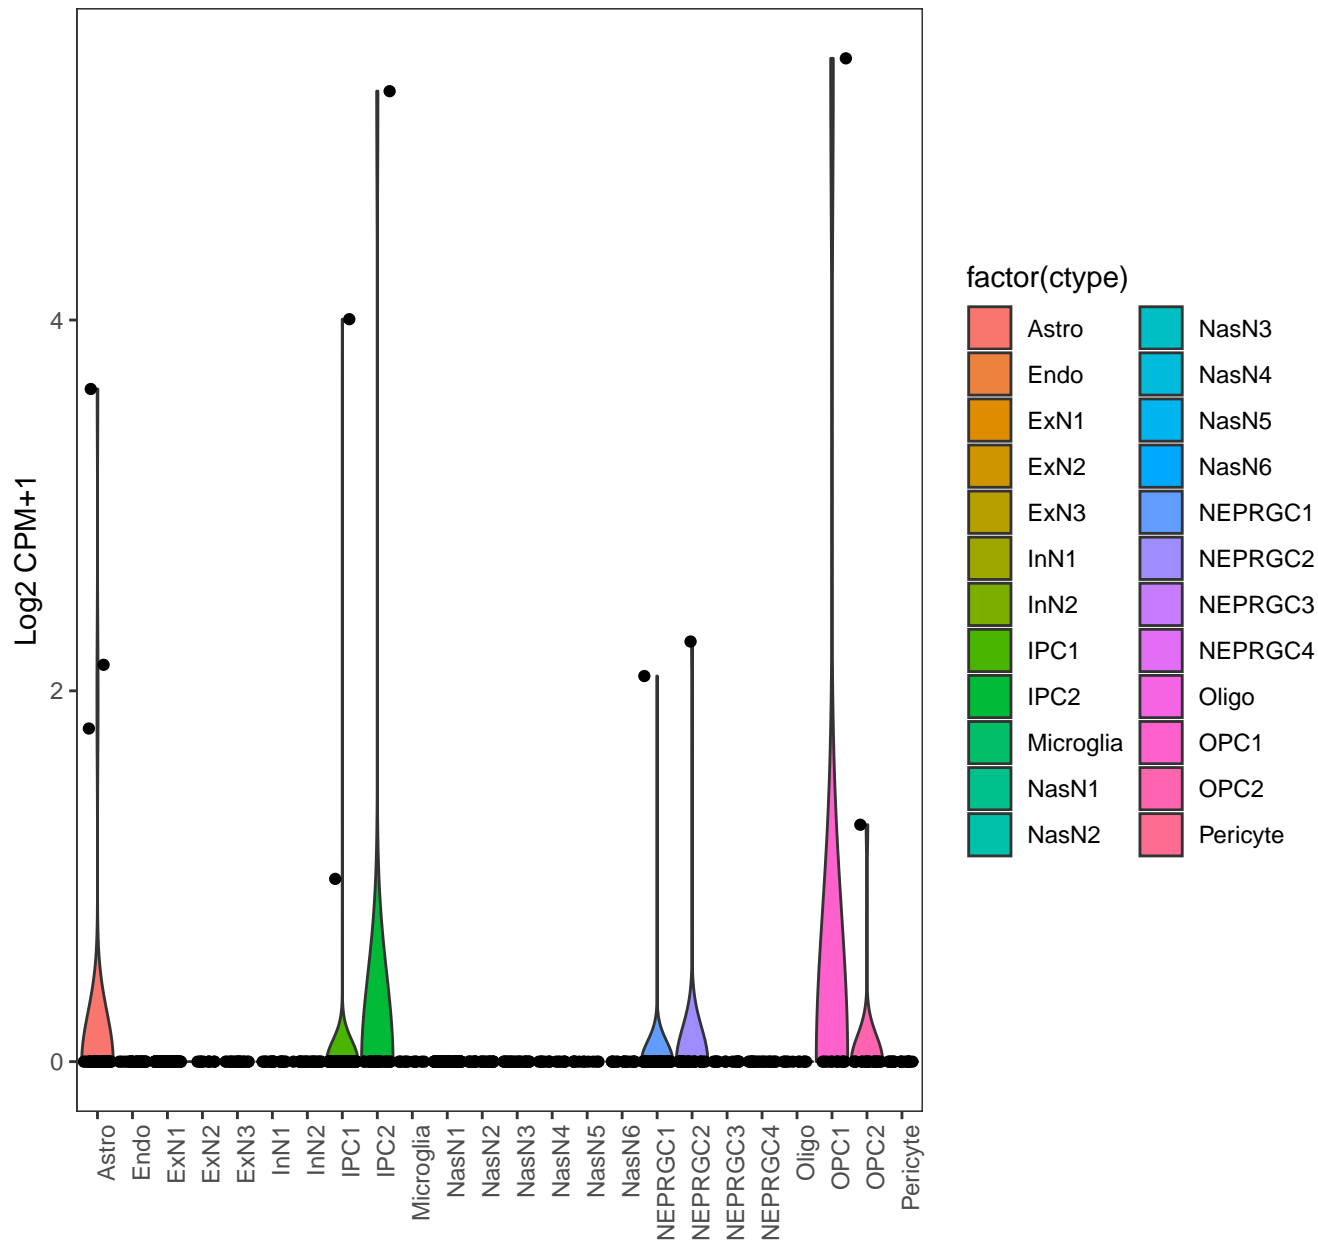 Log2 CPM+1
4
2
0
Astro
Endo
ExN1
ExN2
ExN3
InN1
InN2
IPC1
IPC2
Microglia
NasN1
NasN2
NasN3
NasN4
NasN5
NasN6
NEPRGC1
NEPRGC2
NEPRGC3
NEPRGC4
Oligo
OPC1
OPC2
Pericyte
factor(ctype)
Astro
Endo
ExN1
ExN2
ExN3
InN1
InN2
IPC1
IPC2
Microglia
NasN1
NasN2
NasN3
NasN4
NasN5
NasN6
NEPRGC1
NEPRGC2
NEPRGC3
NEPRGC4
Oligo
OPC1
OPC2
Pericyte